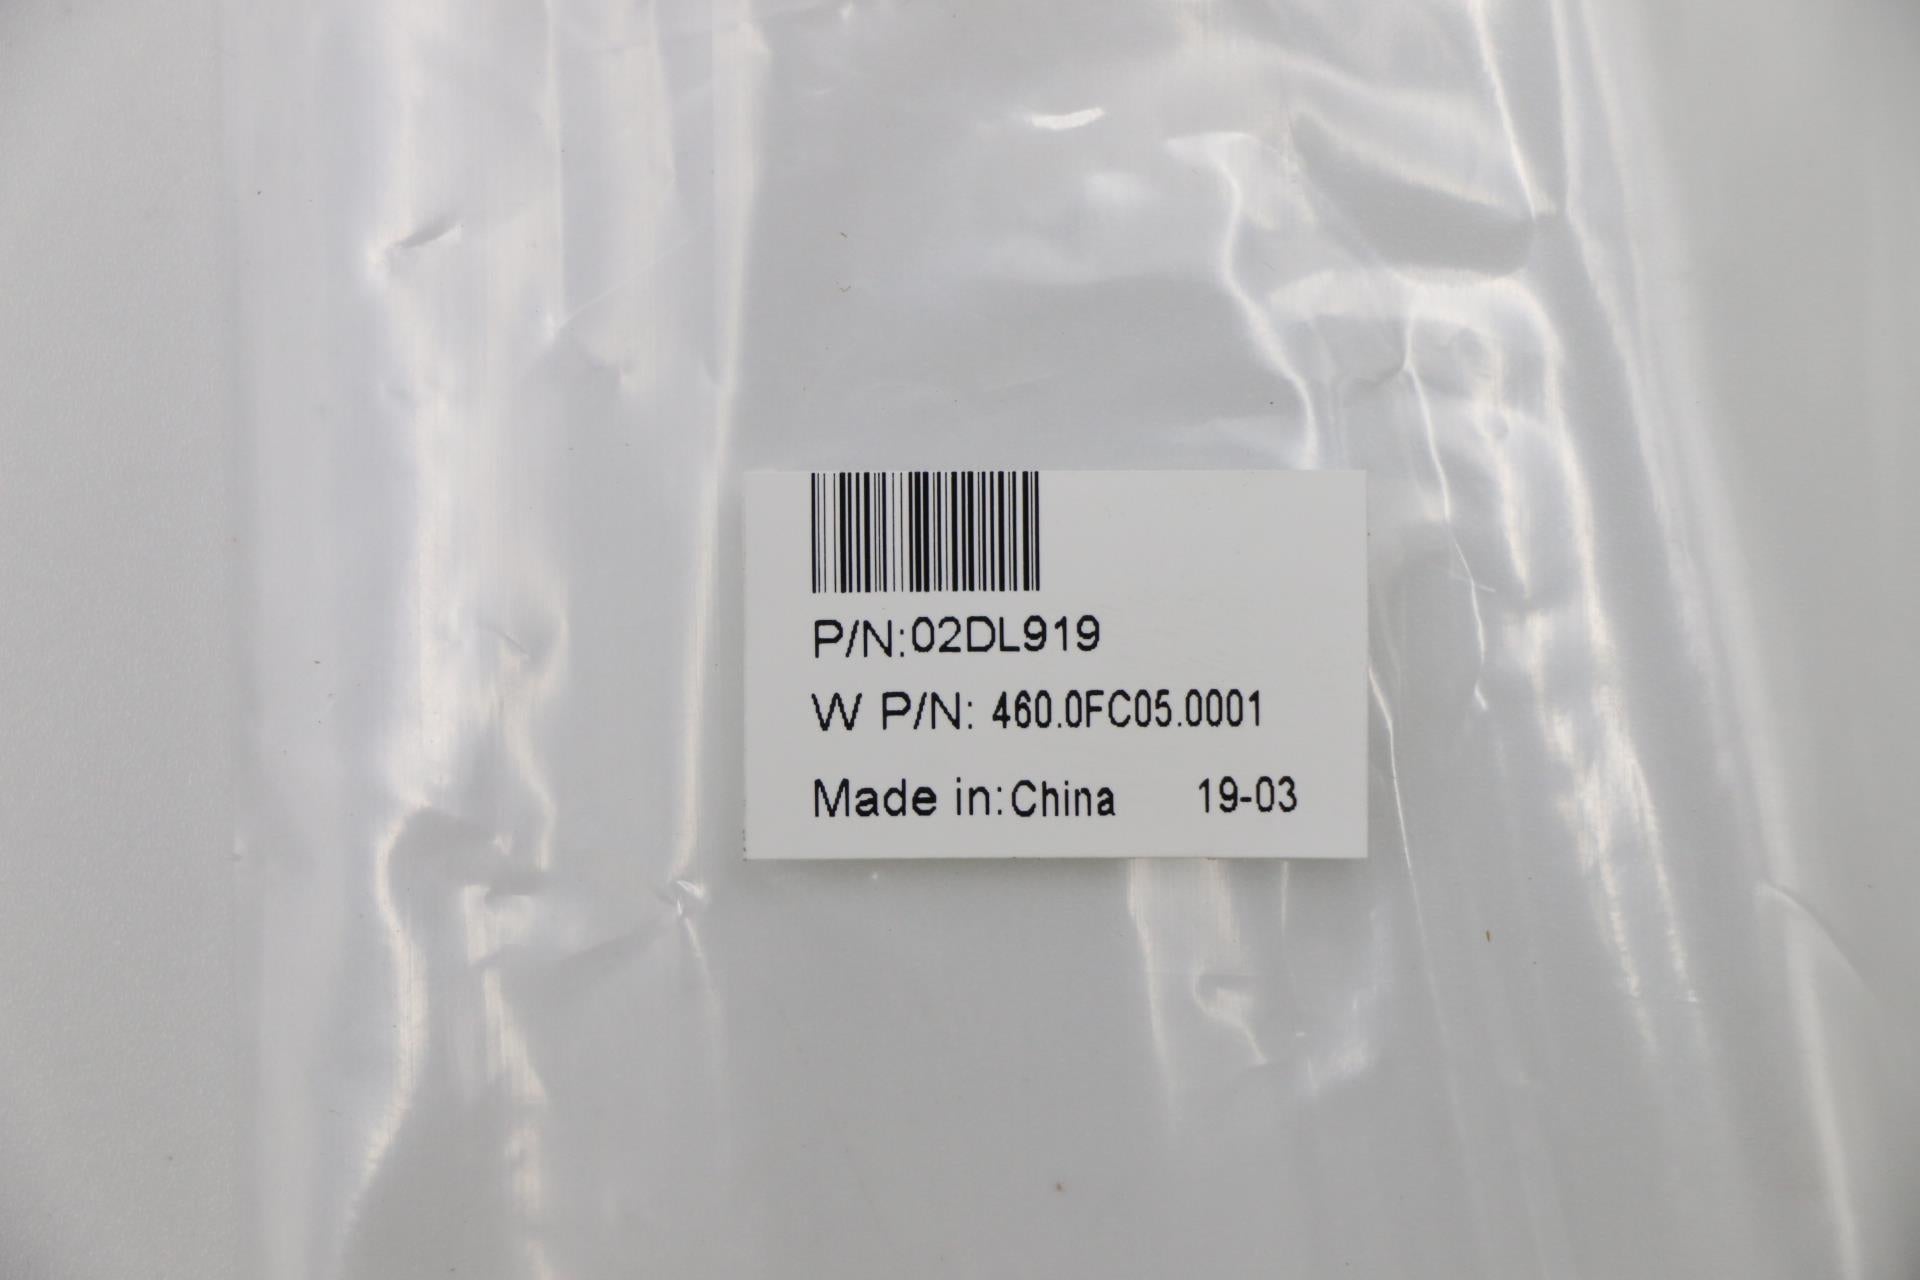 P/N:02DL919
W P/N: 460.0FC05.0001
Made in:China 19-03